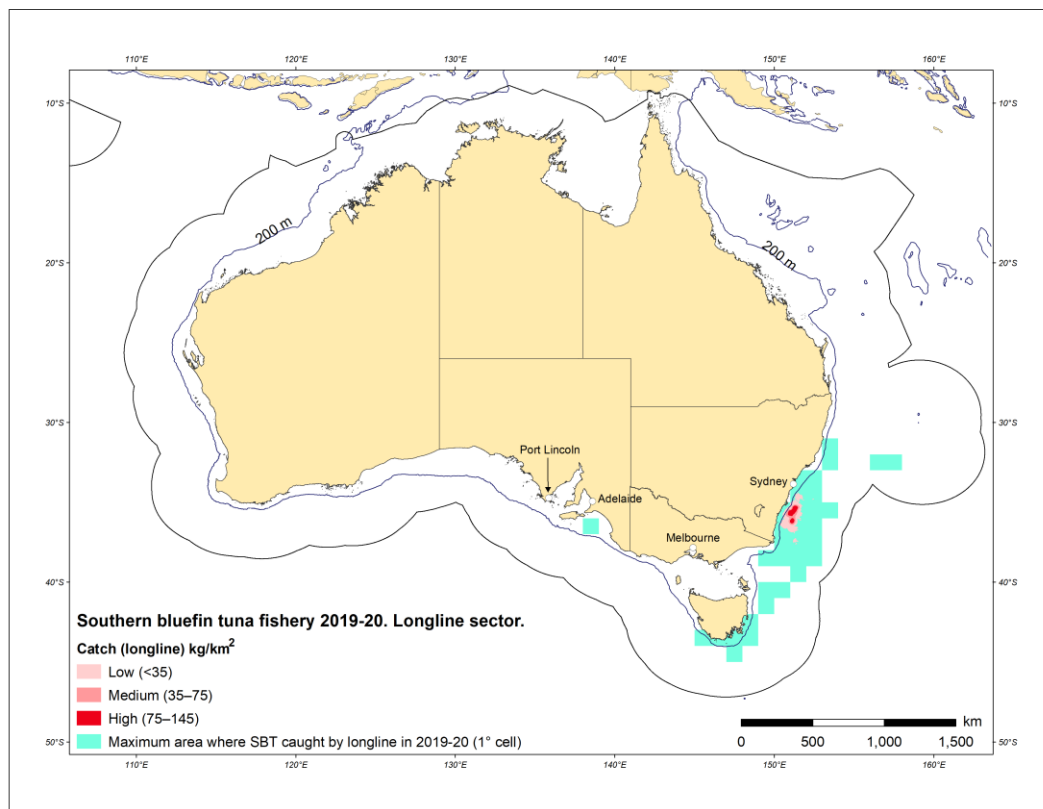 110°E 120°E 130°E 140°E 150°E 160°E
10°S 10°S
200 m 200 m
20°S 20°S
30°S 30°S
Port Lincoln
Sydney
Adelaide
Melbourne
40°S 40°S
Southern bluefin tuna fishery 2019-20. Longline sector.
Catch (longline) kg/km²
Low (<35)
Medium (35–75)
High (75–145)
Maximum area where SBT caught by longline in 2019-20 (1° cell)
km
0 500 1,000 1,500
50°S 50°S
110°E 120°E 130°E 140°E 150°E 160°E